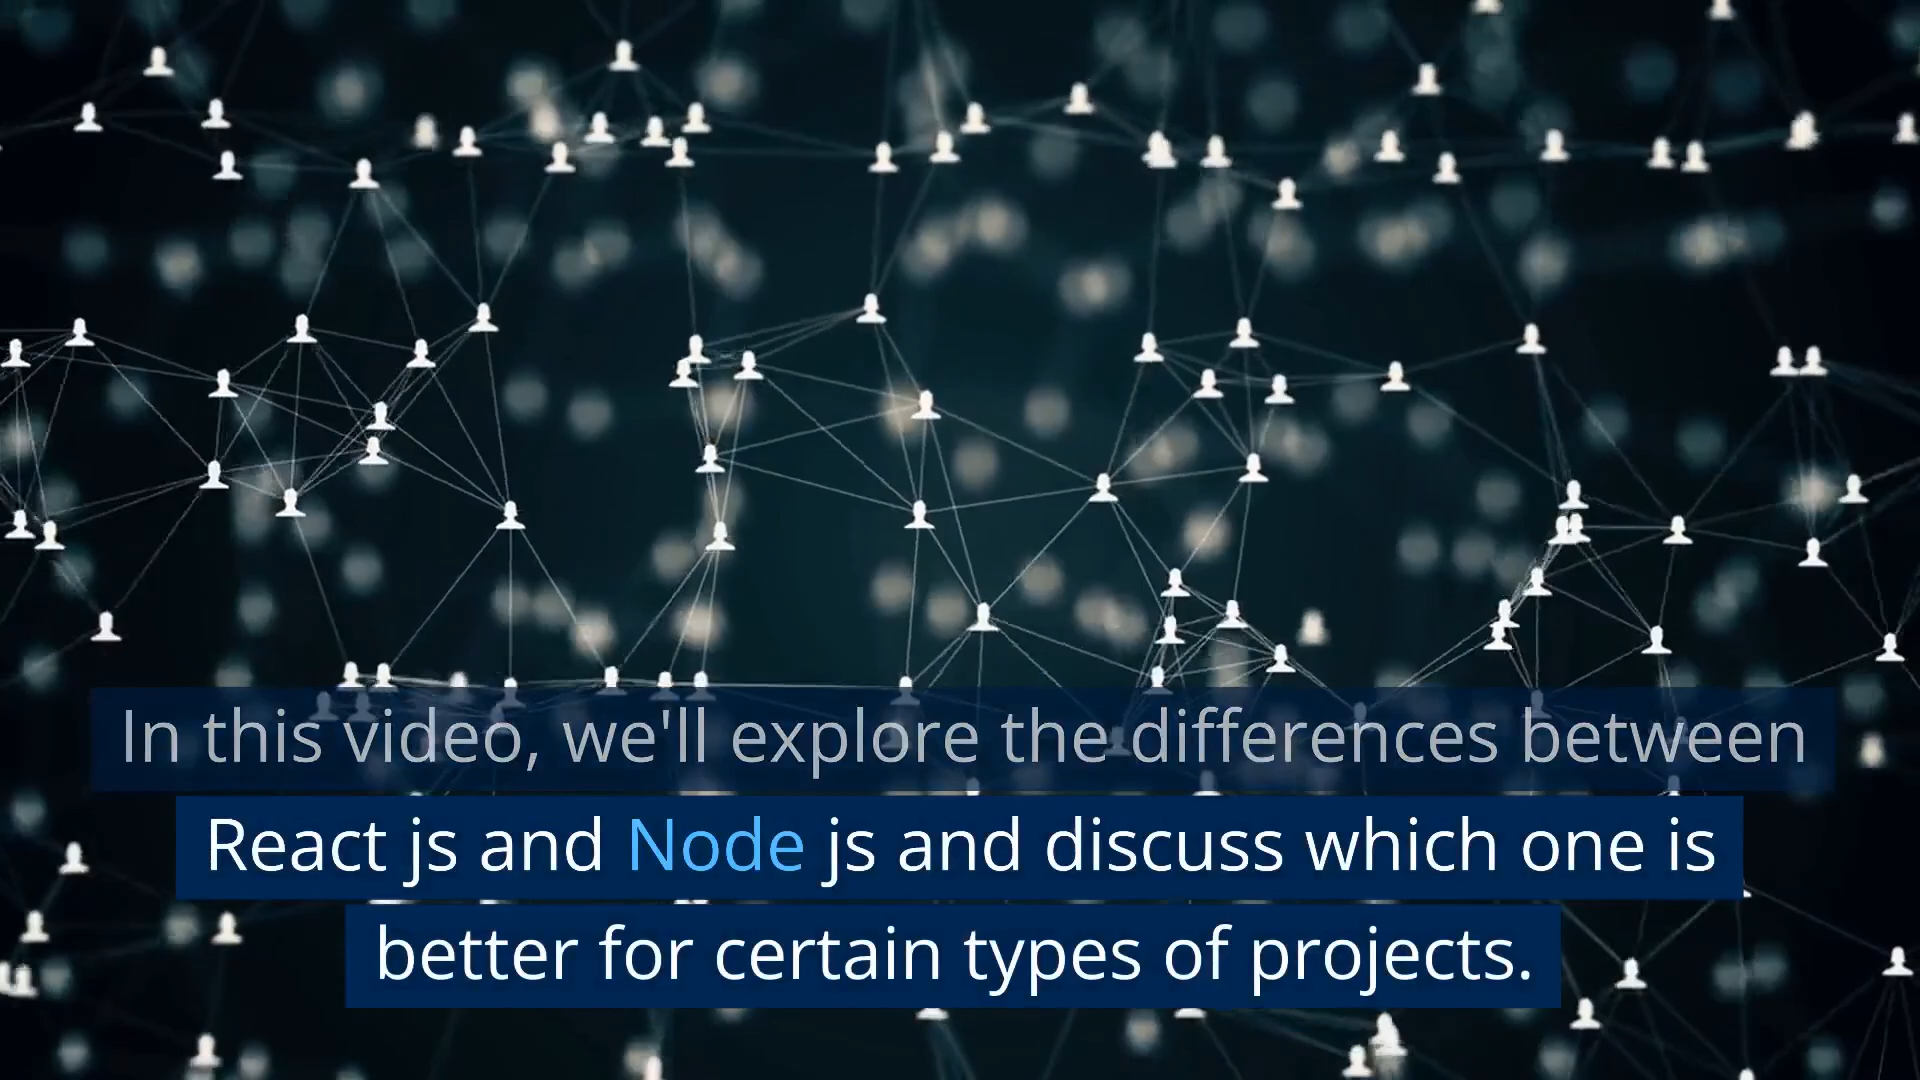 In this video, we'll explore the differences between
React js and Node js and discuss which one is
better for certain types of projects.